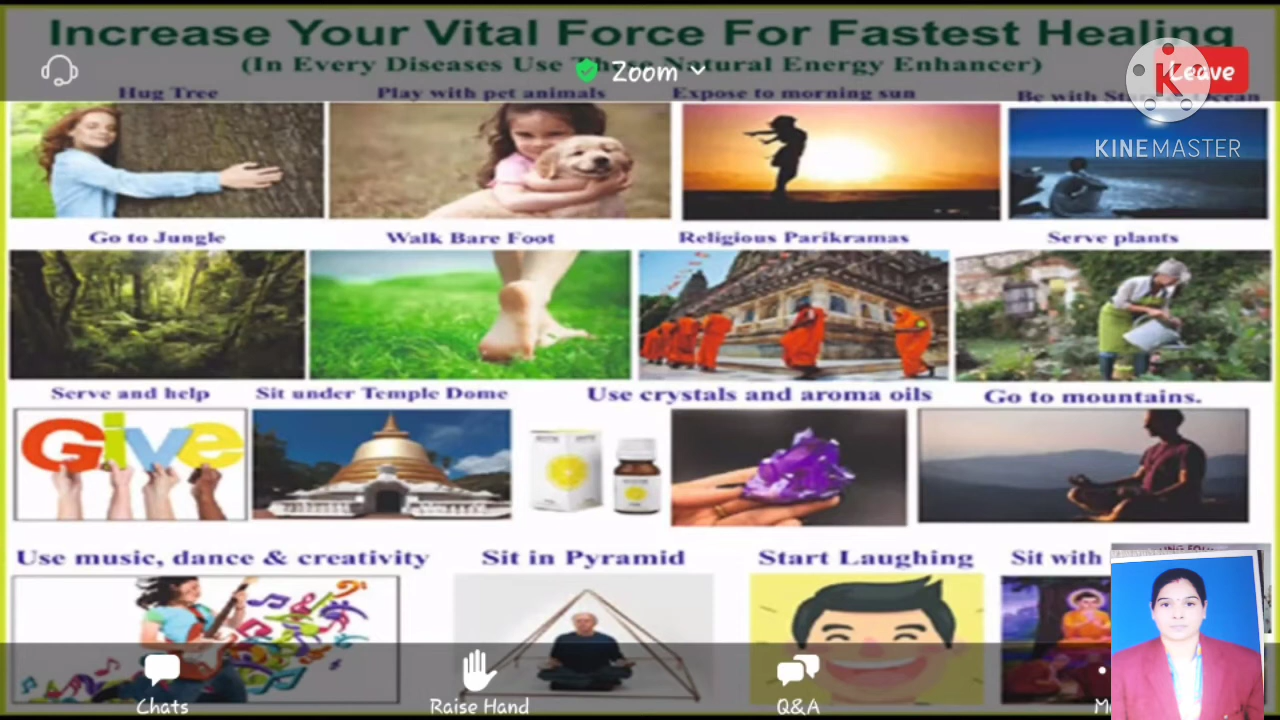 Increase Your Vital Force For Fastest Healing
(In Every Diseases Use These Natural Energy Enhancer)
Zoom
Leave
K
KINEMASTER
Hug Tree Play with pet animals Expose to morning sun Be with
Go to Jungle Walk Bare Foot Religious Parikramas Serve plants
Serve and help Sit under Temple Dome Use crystals and aroma oils Go to mountains.
Give
Use music, dance & creativity Sit in Pyramid Start Laughing Sit with
Chats Raise Hand Q&A